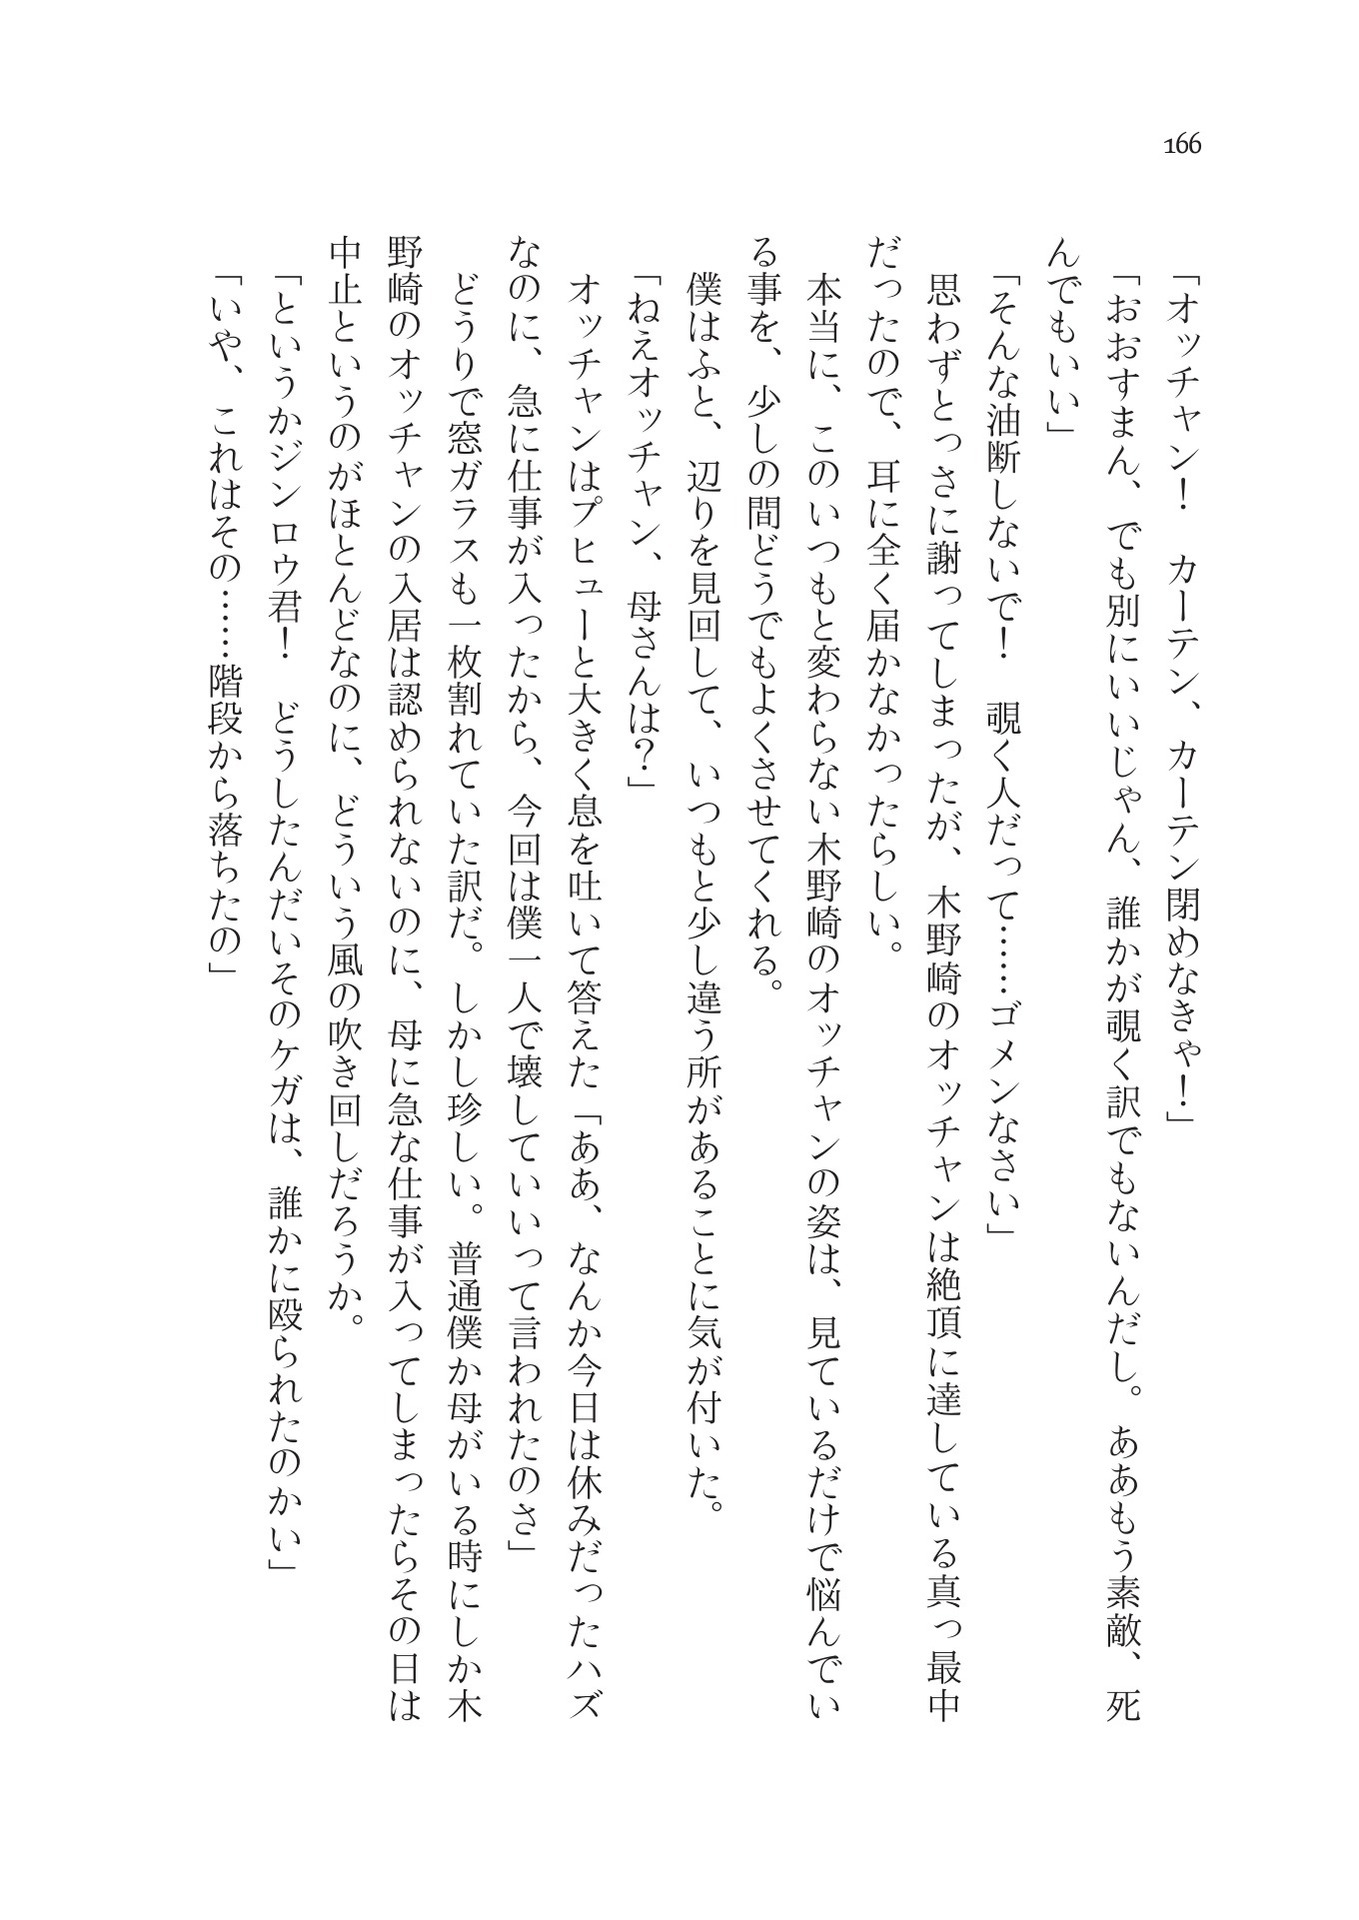 166
「オッチャン！　カーテン、カーテン閉めなきゃ！」
「おおすまん、でも別にいいじゃん、誰かが覗く訳でもないんだし。ああもう素敵、死
んでもいい」
「そんな油断しないで！　覗く人だって……ゴメンなさい」
思わずとっさに謝ってしまったが、木野崎のオッチャンは絶頂に達している真っ最中
だったので、耳に全く届かなかったらしい。
本当に、このいつもと変わらない木野崎のオッチャンの姿は、見ているだけで悩んでい
る事を、少しの間どうでもよくさせてくれる。
僕はふと、辺りを見回して、いつもと少し違う所があることに気が付いた。
「ねえオッチャン、母さんは？」
オッチャンはプヒューと大きく息を吐いて答えた「ああ、なんか今日は休みだったハズ
なのに、急に仕事が入ったから、今回は僕一人で壊していいって言われたのさ」
どうりで窓ガラスも一枚割れていた訳だ。しかし珍しい。普通僕か母がいる時にしか木
野崎のオッチャンの入居は認められないのに、母に急な仕事が入ってしまったらその日は
中止というのがほとんどなのに、どういう風の吹き回しだろうか。
「というかジンロウ君！　どうしたんだいそのケガは、誰かに殴られたのかい」
「いや、これはその……階段から落ちたの」